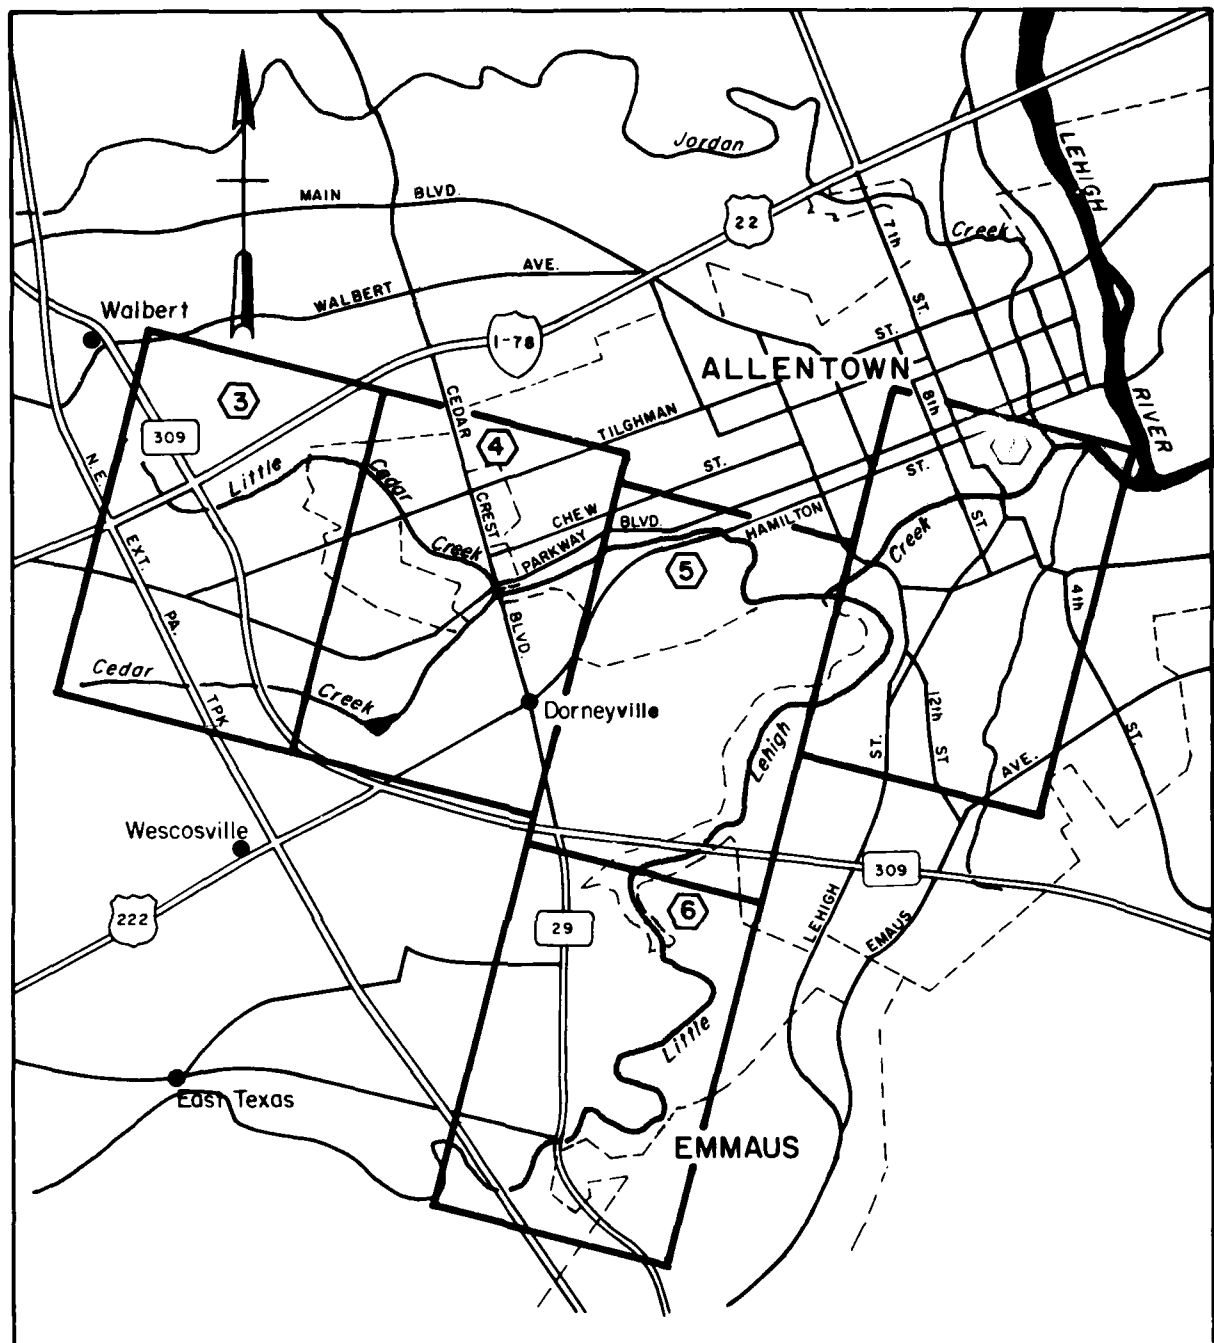 Jordan
LEHIGH
MAIN BLVD.
22
7th
Creek
ST.
WALBERT AVE.
Walbert
I-78
ST.
ALLENTOWN
3
CEDAR
8th
RIVER
309
4
TILGHMAN
N.E.
Little
Cedar
ST.
ST.
CREST
CHEW
BLVD.
HAMILTON
ST.
EXT.
Creek
PARKWAY
5
Creek
4th
PA.
BLVD.
Cedar
Creek
TPK
Dorneyville
12th
Lehigh
ST.
ST
AVE.
ST.
Wescosville
309
222
29
6
LEHIGH
EMAUS
Little
East Texas
EMMAUS